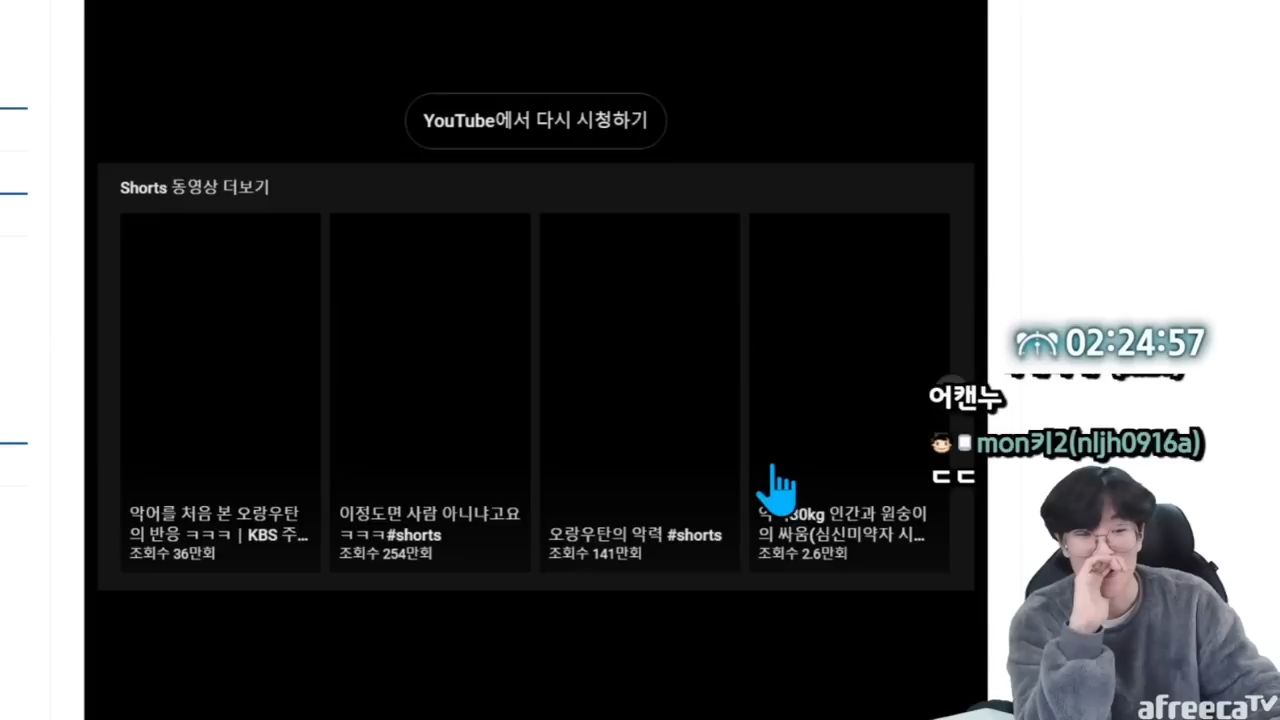 YouTube에서 다시 시청하기
Shorts 동영상 더보기
악어를 처음 본 오랑우탄
의 반응 ㅋㅋㅋ | KBS 주...
조회수 36만회
이정도면 사람 아니냐고요
ㅋㅋㅋ#shorts
조회수 254만회
오랑우탄의 악력 #shorts
조회수 141만회
30kg 인간과 원숭이
의 싸움(심신미약자 시...
조회수 2.6만회
02:24:57
어캔누
mon키2(nljh0916a)
ㄷㄷ
afreecaTV